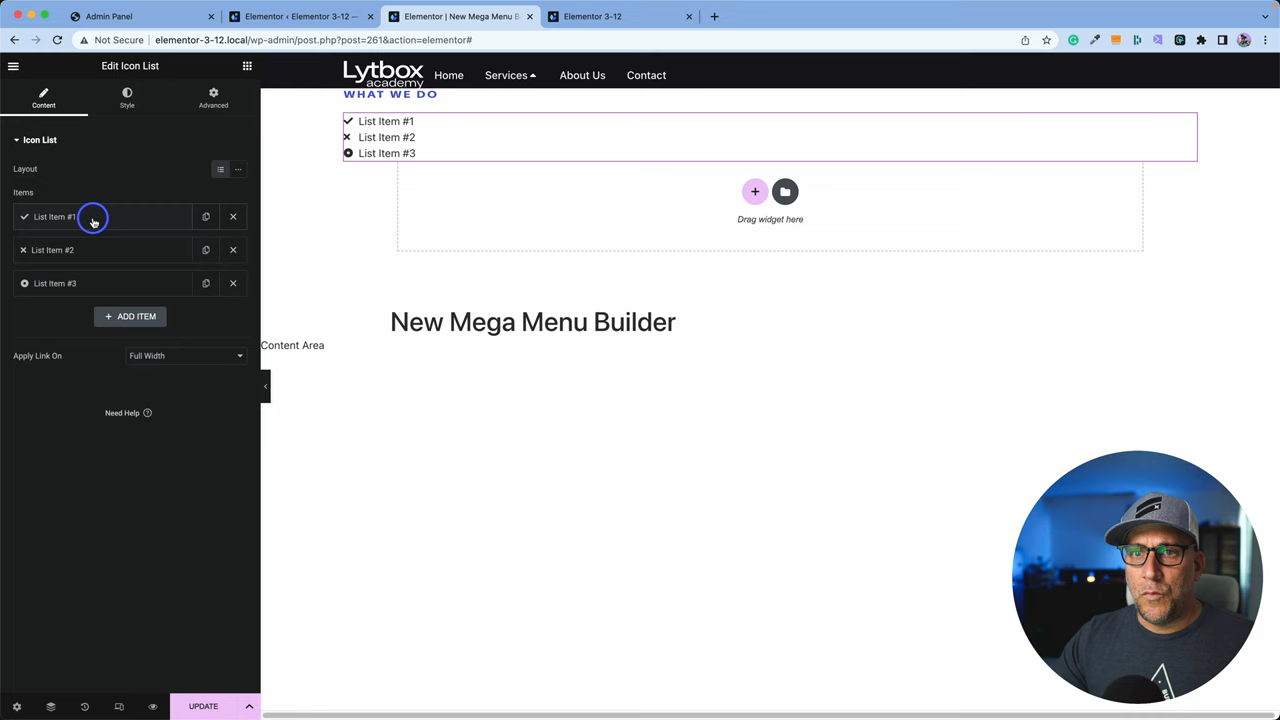 Admin Panel
Elementor ‹ Elementor 3-12 —
Elementor | New Mega Menu B
Elementor 3-12
Not Secure
elementor-3-12.local/wp-admin/post.php?post=261&action=elementor#
Edit Icon List
Content
Style
Advanced
Icon List
Layout
Items
List Item #1
List Item #2
List Item #3
ADD ITEM
Apply Link On
Full Width
Need Help
UPDATE
Lytbox
academy
Home
Services
About Us
Contact
WHAT WE DO
List Item #1
List Item #2
List Item #3
Drag widget here
New Mega Menu Builder
Content Area